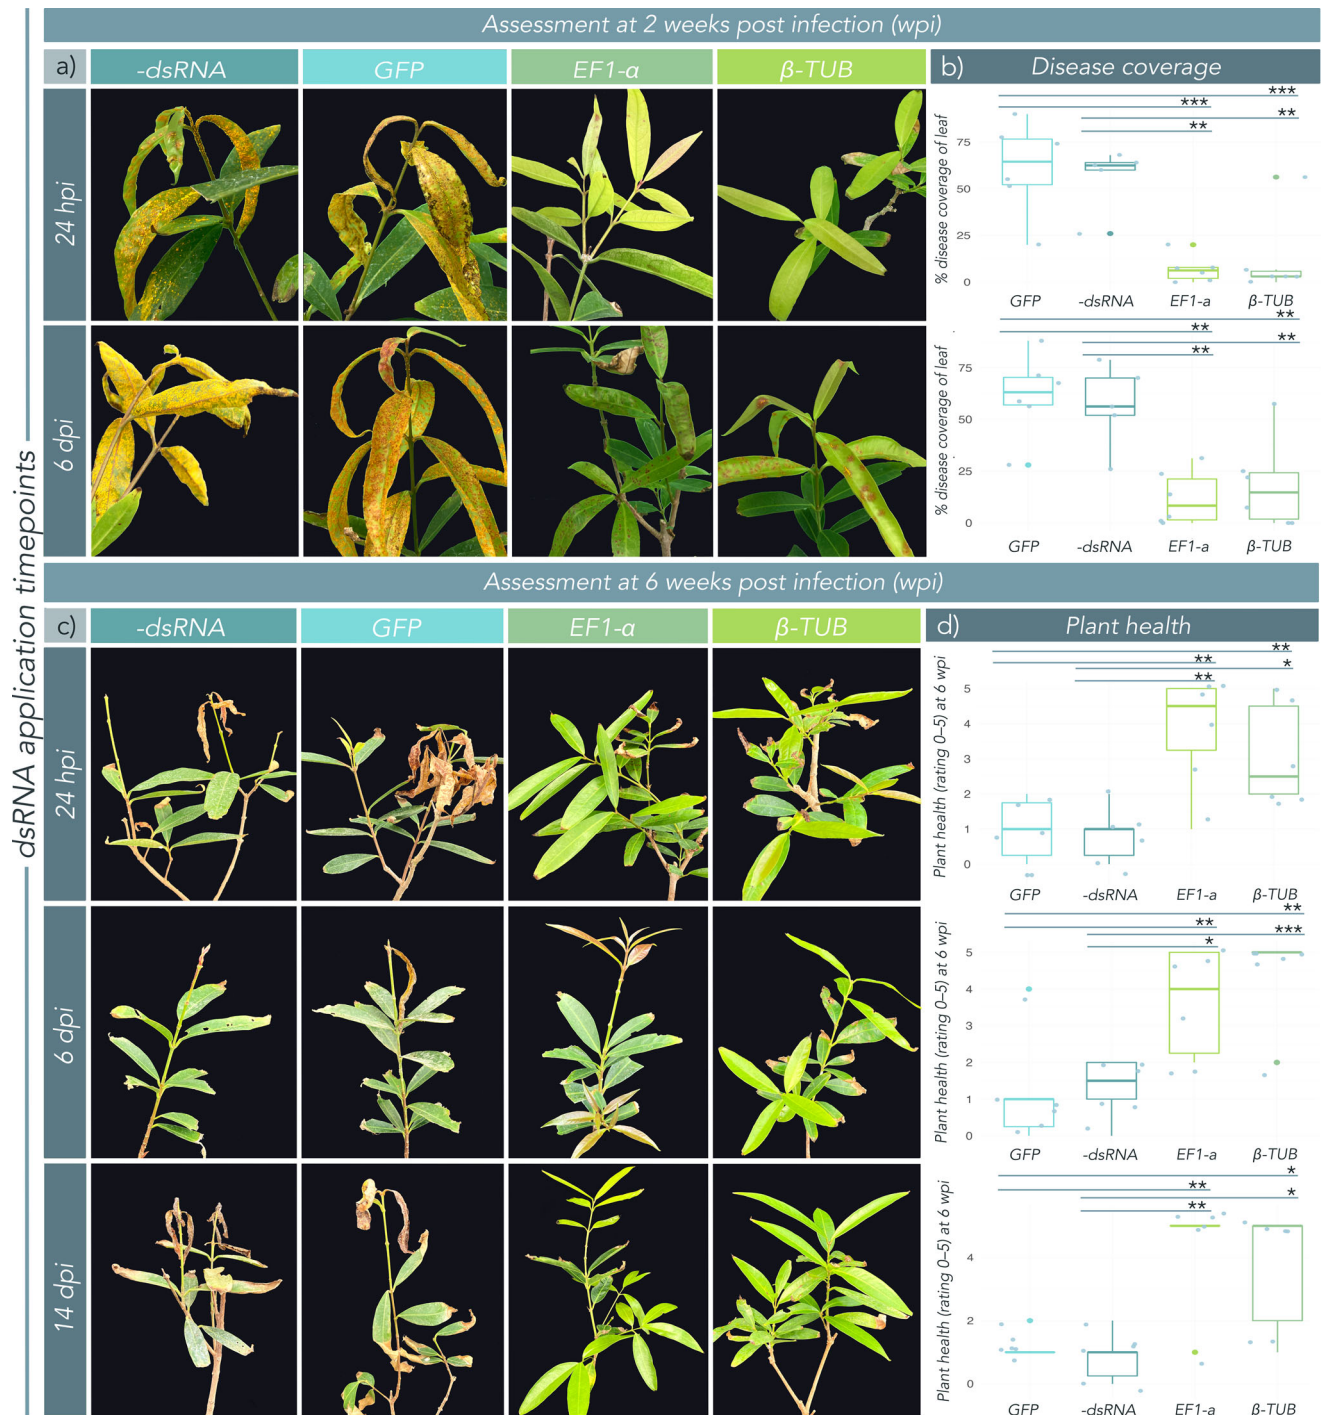 dsRNA application timepoints
Assessment at 2 weeks post infection (wpi)
a)
-dsRNA
GFP
EF1-α
β-TUB
b)
Disease coverage
24 hpi
% disease coverage of leaf
***
***
**
**
75
50
25
0
GFP
-dsRNA
EF1-a
β-TUB
6 dpi
% disease coverage of leaf
**
**
**
**
75
50
25
0
GFP
-dsRNA
EF1-a
β-TUB
Assessment at 6 weeks post infection (wpi)
c)
-dsRNA
GFP
EF1-α
β-TUB
d)
Plant health
24 hpi
Plant health (rating 0–5) at 6 wpi
**
**
*
**
5
4
3
2
1
0
GFP
-dsRNA
EF1-a
β-TUB
6 dpi
Plant health (rating 0–5) at 6 wpi
**
**
***
*
5
4
3
2
1
0
GFP
-dsRNA
EF1-a
β-TUB
14 dpi
Plant health (rating 0–5) at 6 wpi
*
**
*
**
4
2
0
GFP
-dsRNA
EF1-a
β-TUB